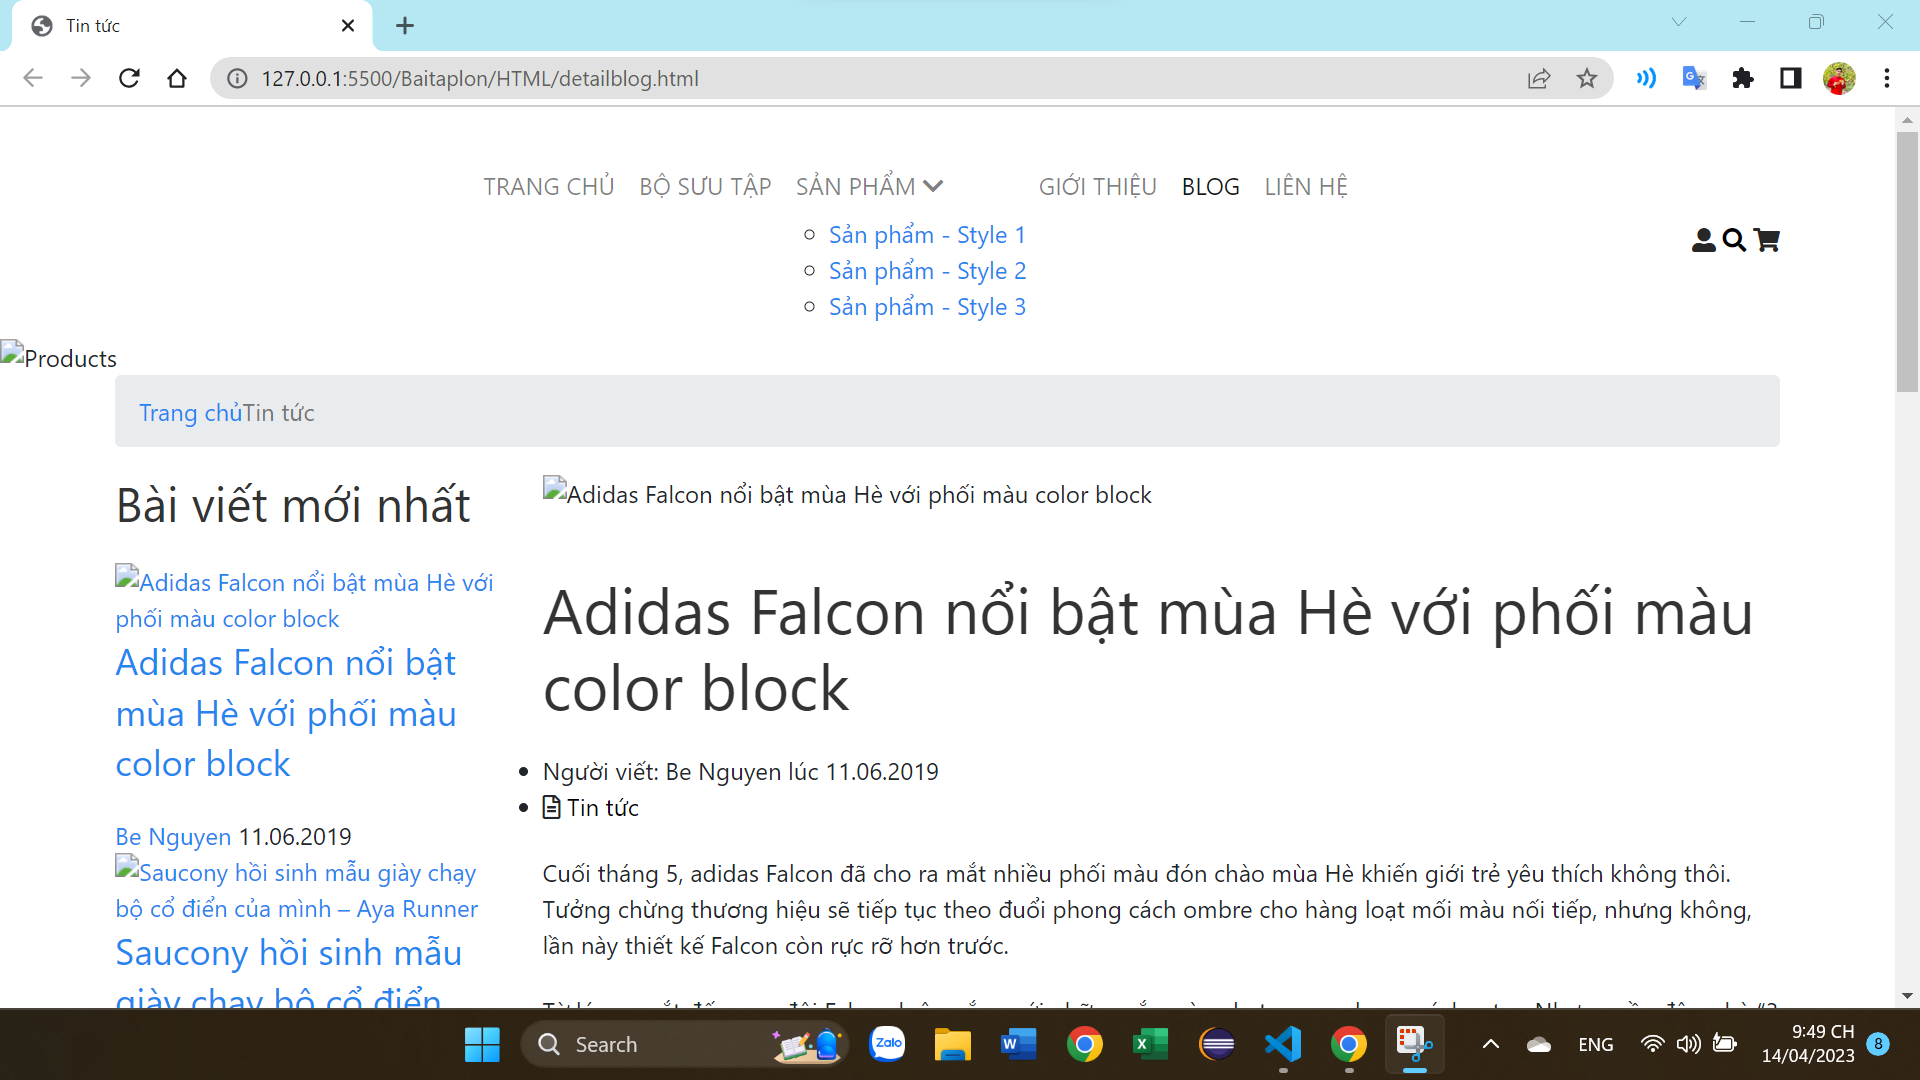 Tin tức
127.0.0.1:5500/Baitaplon/HTML/detailblog.html
TRANG CHỦ BỘ SƯU TẬP SẢN PHẨM GIỚI THIỆU BLOG LIÊN HỆ
Sản phẩm - Style 1
Sản phẩm - Style 2
Sản phẩm - Style 3
Products
Trang chủTin tức
Bài viết mới nhất
Adidas Falcon nổi bật mùa Hè với
phối màu color block
Adidas Falcon nổi bật
mùa Hè với phối màu
color block
Be Nguyen 11.06.2019
Saucony hồi sinh mẫu giày chạy
bộ cổ điển của mình – Aya Runner
Saucony hồi sinh mẫu
giày chạy bộ cổ điển
Adidas Falcon nổi bật mùa Hè với phối màu color block
Adidas Falcon nổi bật mùa Hè với phối màu
color block
Người viết: Be Nguyen lúc 11.06.2019
Tin tức
Cuối tháng 5, adidas Falcon đã cho ra mắt nhiều phối màu đón chào mùa Hè khiến giới trẻ yêu thích không thôi.
Tưởng chừng thương hiệu sẽ tiếp tục theo đuổi phong cách ombre cho hàng loạt mối màu nối tiếp, nhưng không,
lần này thiết kế Falcon còn rực rỡ hơn trước.
Search
Zalo
ENG
9:49 CH
14/04/2023
8